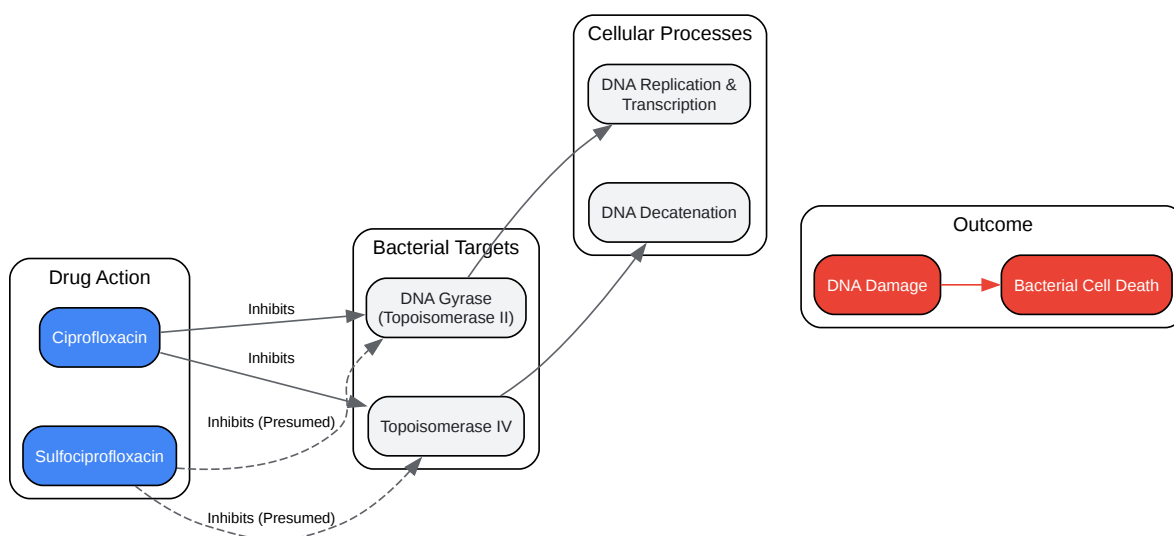 Cellular Processes
DNA Replication &
Transcription
DNA Decatenation
Outcome
DNA Damage
Bacterial Cell Death
Bacterial Targets
DNA Gyrase
(Topoisomerase II)
Topoisomerase IV
Drug Action
Ciprofloxacin
Sulfociprofloxacin
Inhibits
Inhibits
Inhibits (Presumed)
Inhibits (Presumed)